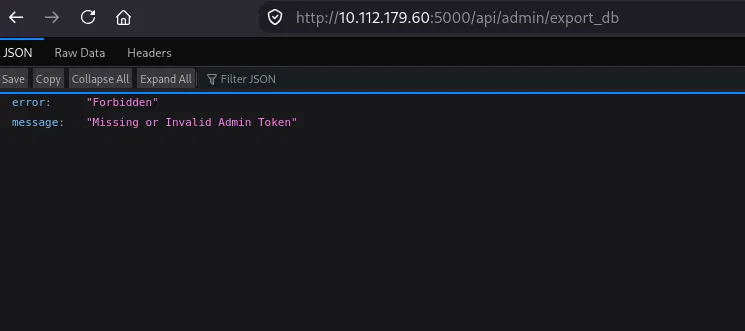 http://10.112.179.60:5000/api/admin/export_db
JSON Raw Data Headers
Save Copy Collapse All Expand All Filter JSON
error: "Forbidden"
message: "Missing or Invalid Admin Token"